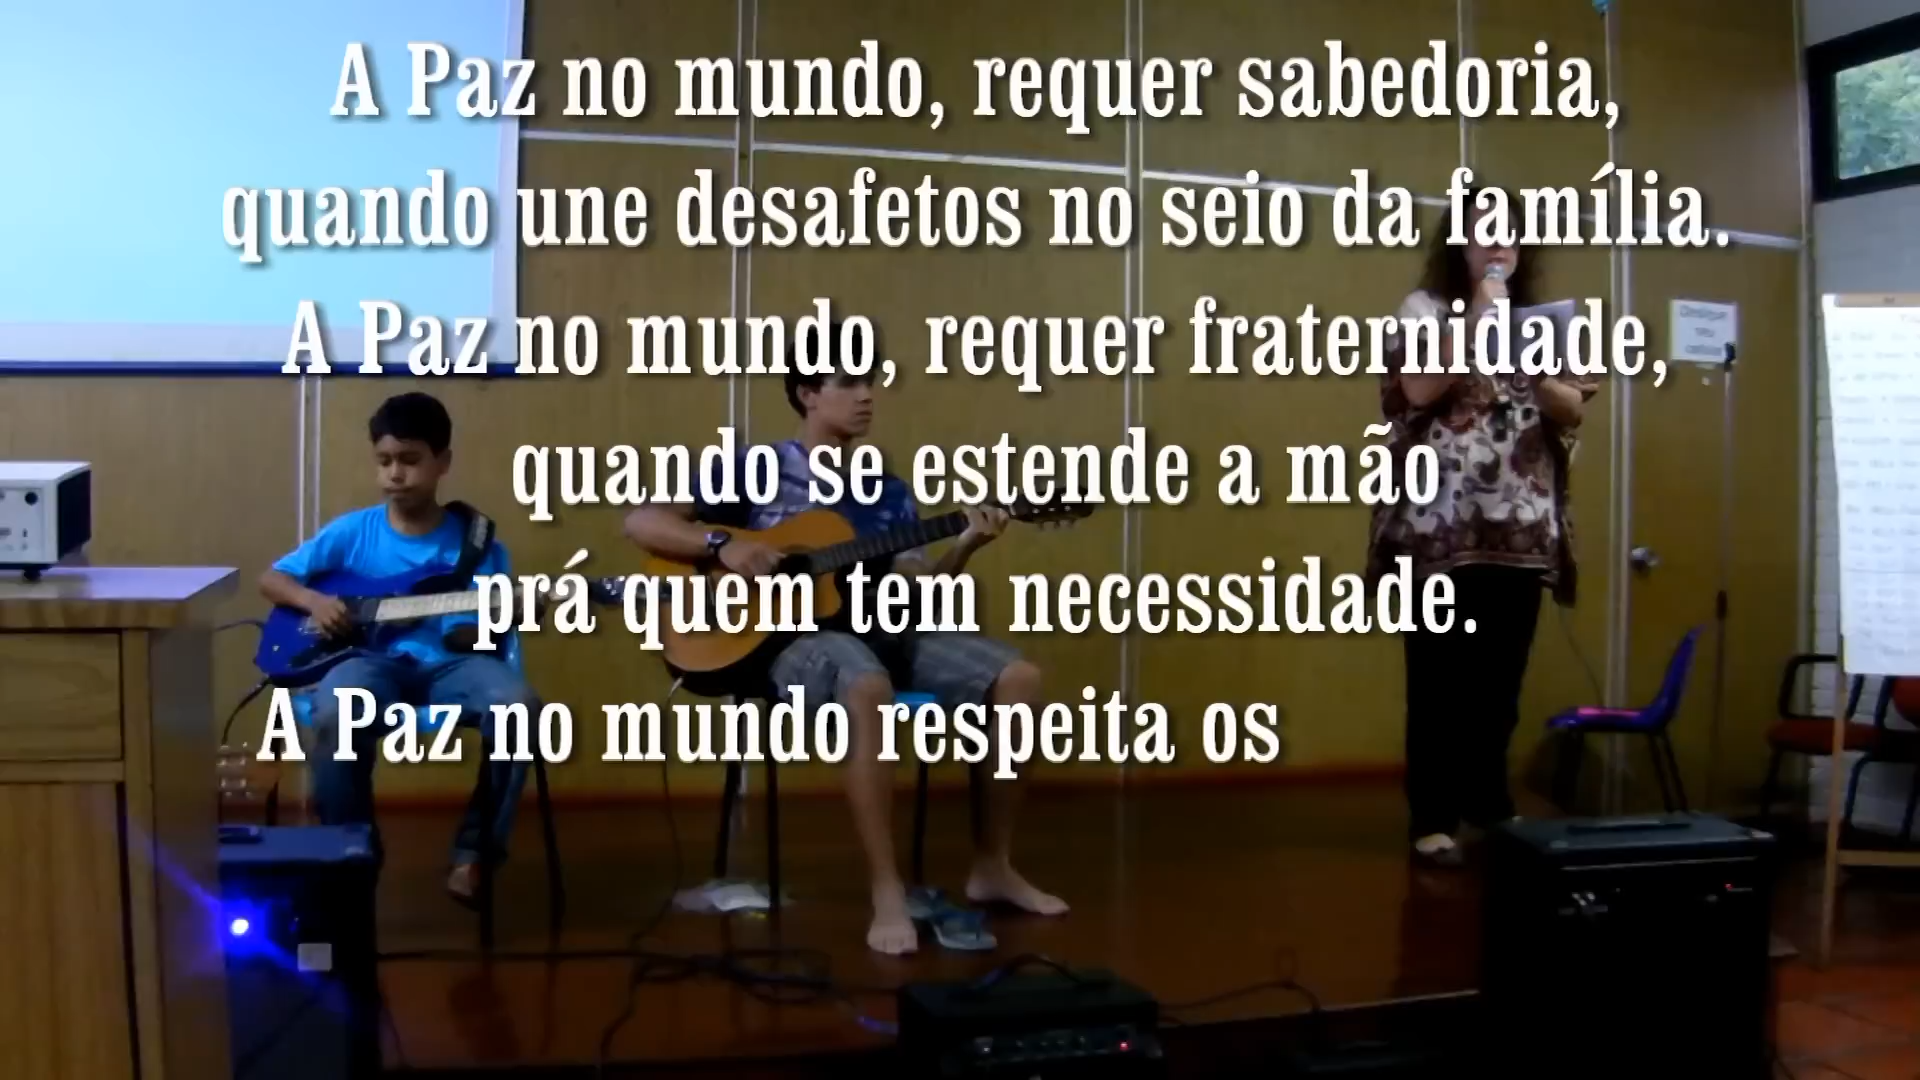 A Paz no mundo, requer sabedoria,
quando une desafetos no seio da família.
A Paz no mundo, requer fraternidade,
quando se estende a mão
prá quem tem necessidade.
A Paz no mundo respeita os